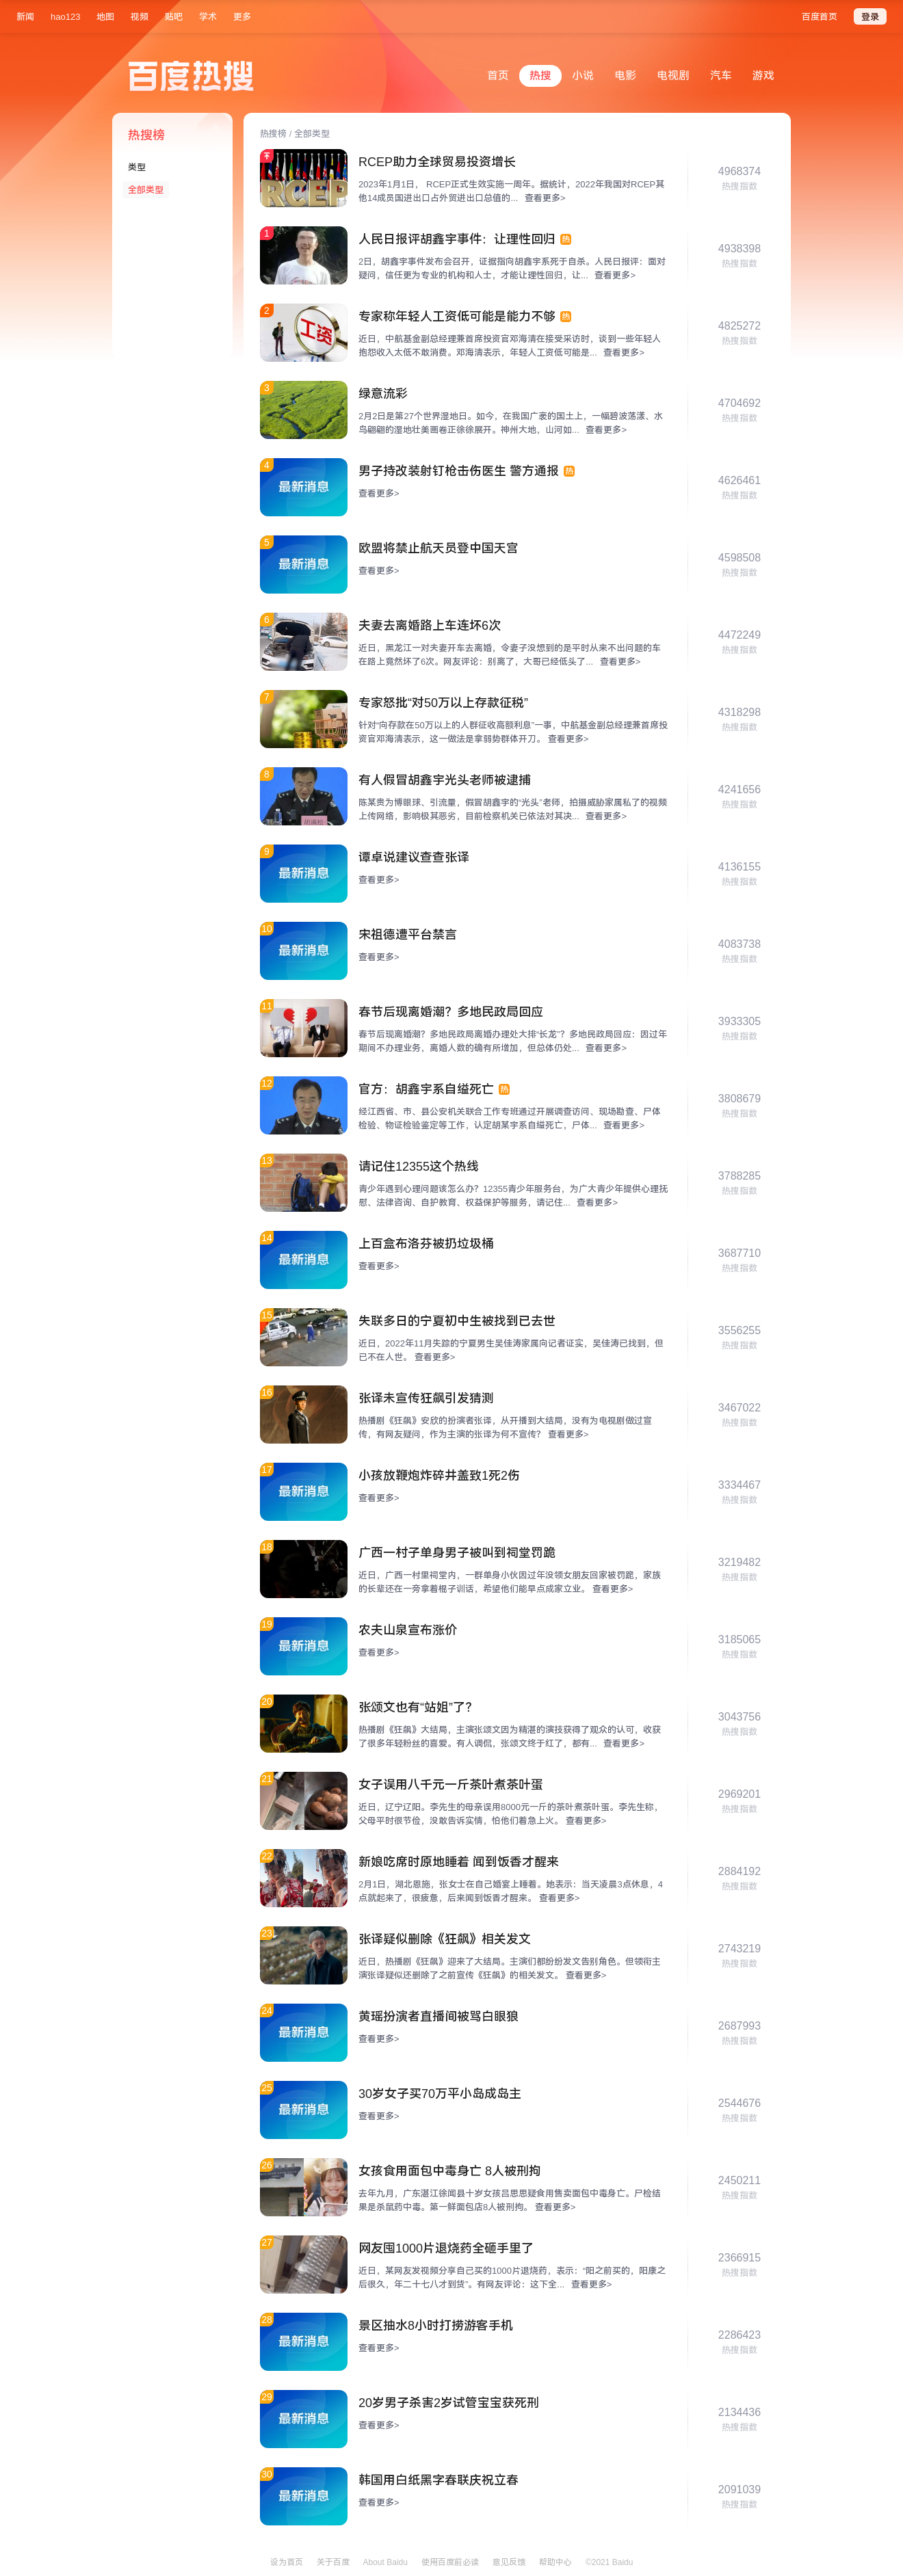 新闻 hao123 地图 视频 贴吧 学术 更多 百度首页 登录
百度热搜
首页 热搜 小说 电影 电视剧 汽车 游戏
热搜榜
类型
全部类型
热搜榜 / 全部类型
RCEP助力全球贸易投资增长
2023年1月1日， RCEP正式生效实施一周年。据统计，2022年我国对RCEP其
他14成员国进出口占外贸进出口总值的... 查看更多>
4968374
热搜指数
RCEP
1
人民日报评胡鑫宇事件：让理性回归 热
2日，胡鑫宇事件发布会召开，证据指向胡鑫宇系死于自杀。人民日报评：面对
疑问，信任更为专业的机构和人士，才能让理性回归，让... 查看更多>
4938398
热搜指数
2
工资
专家称年轻人工资低可能是能力不够 热
近日，中航基金副总经理兼首席投资官邓海清在接受采访时，谈到一些年轻人
抱怨收入太低不敢消费。邓海清表示，年轻人工资低可能是... 查看更多>
4825272
热搜指数
3
绿意流彩
2月2日是第27个世界湿地日。如今，在我国广袤的国土上，一幅碧波荡漾、水
鸟翩翩的湿地壮美画卷正徐徐展开。神州大地，山河如... 查看更多>
4704692
热搜指数
4
最新消息
男子持改装射钉枪击伤医生 警方通报 热
查看更多>
4626461
热搜指数
5
最新消息
欧盟将禁止航天员登中国天宫
查看更多>
4598508
热搜指数
6
夫妻去离婚路上车连坏6次
近日，黑龙江一对夫妻开车去离婚，令妻子没想到的是平时从来不出问题的车
在路上竟然坏了6次。网友评论：别离了，大哥已经低头了... 查看更多>
4472249
热搜指数
7
专家怒批“对50万以上存款征税”
针对“向存款在50万以上的人群征收高额利息”一事，中航基金副总经理兼首席投
资官邓海清表示，这一做法是拿弱势群体开刀。 查看更多>
4318298
热搜指数
8
有人假冒胡鑫宇光头老师被逮捕
陈某贵为博眼球、引流量，假冒胡鑫宇的“光头”老师，拍摄威胁家属私了的视频
上传网络，影响极其恶劣，目前检察机关已依法对其决... 查看更多>
4241656
热搜指数
9
最新消息
谭卓说建议查查张译
查看更多>
4136155
热搜指数
10
最新消息
宋祖德遭平台禁言
查看更多>
4083738
热搜指数
11
春节后现离婚潮？多地民政局回应
春节后现离婚潮？多地民政局离婚办理处大排“长龙”？多地民政局回应：因过年
期间不办理业务，离婚人数的确有所增加，但总体仍处... 查看更多>
3933305
热搜指数
12
官方：胡鑫宇系自缢死亡 热
经江西省、市、县公安机关联合工作专班通过开展调查访问、现场勘查、尸体
检验、物证检验鉴定等工作，认定胡某宇系自缢死亡，尸体... 查看更多>
3808679
热搜指数
13
请记住12355这个热线
青少年遇到心理问题该怎么办？12355青少年服务台，为广大青少年提供心理抚
慰、法律咨询、自护教育、权益保护等服务，请记住... 查看更多>
3788285
热搜指数
14
最新消息
上百盒布洛芬被扔垃圾桶
查看更多>
3687710
热搜指数
15
失联多日的宁夏初中生被找到已去世
近日，2022年11月失踪的宁夏男生吴佳涛家属向记者证实，吴佳涛已找到，但
已不在人世。 查看更多>
3556255
热搜指数
16
张译未宣传狂飙引发猜测
热播剧《狂飙》安欣的扮演者张译，从开播到大结局，没有为电视剧做过宣
传，有网友疑问，作为主演的张译为何不宣传？ 查看更多>
3467022
热搜指数
17
最新消息
小孩放鞭炮炸碎井盖致1死2伤
查看更多>
3334467
热搜指数
18
广西一村子单身男子被叫到祠堂罚跪
近日，广西一村里祠堂内，一群单身小伙因过年没领女朋友回家被罚跪，家族
的长辈还在一旁拿着棍子训话，希望他们能早点成家立业。 查看更多>
3219482
热搜指数
19
最新消息
农夫山泉宣布涨价
查看更多>
3185065
热搜指数
20
张颂文也有“站姐”了？
热播剧《狂飙》大结局，主演张颂文因为精湛的演技获得了观众的认可，收获
了很多年轻粉丝的喜爱。有人调侃，张颂文终于红了，都有... 查看更多>
3043756
热搜指数
21
女子误用八千元一斤茶叶煮茶叶蛋
近日，辽宁辽阳。李先生的母亲误用8000元一斤的茶叶煮茶叶蛋。李先生称，
父母平时很节俭，没敢告诉实情，怕他们着急上火。 查看更多>
2969201
热搜指数
22
新娘吃席时原地睡着 闻到饭香才醒来
2月1日，湖北恩施，张女士在自己婚宴上睡着。她表示：当天凌晨3点休息，4
点就起来了，很疲惫，后来闻到饭香才醒来。 查看更多>
2884192
热搜指数
23
张译疑似删除《狂飙》相关发文
近日，热播剧《狂飙》迎来了大结局。主演们都纷纷发文告别角色。但领衔主
演张译疑似还删除了之前宣传《狂飙》的相关发文。 查看更多>
2743219
热搜指数
24
最新消息
黄瑶扮演者直播间被骂白眼狼
查看更多>
2687993
热搜指数
25
最新消息
30岁女子买70万平小岛成岛主
查看更多>
2544676
热搜指数
26
女孩食用面包中毒身亡 8人被刑拘
去年九月，广东湛江徐闻县十岁女孩吕思思疑食用售卖面包中毒身亡。尸检结
果是杀鼠药中毒。第一鲜面包店8人被刑拘。 查看更多>
2450211
热搜指数
27
网友囤1000片退烧药全砸手里了
近日，某网友发视频分享自己买的1000片退烧药，表示：“阳之前买的，阳康之
后很久，年二十七八才到货”。有网友评论：这下全... 查看更多>
2366915
热搜指数
28
最新消息
景区抽水8小时打捞游客手机
查看更多>
2286423
热搜指数
29
最新消息
20岁男子杀害2岁试管宝宝获死刑
查看更多>
2134436
热搜指数
30
最新消息
韩国用白纸黑字春联庆祝立春
查看更多>
2091039
热搜指数
设为首页 关于百度 About Baidu 使用百度前必读 意见反馈 帮助中心 ©2021 Baidu